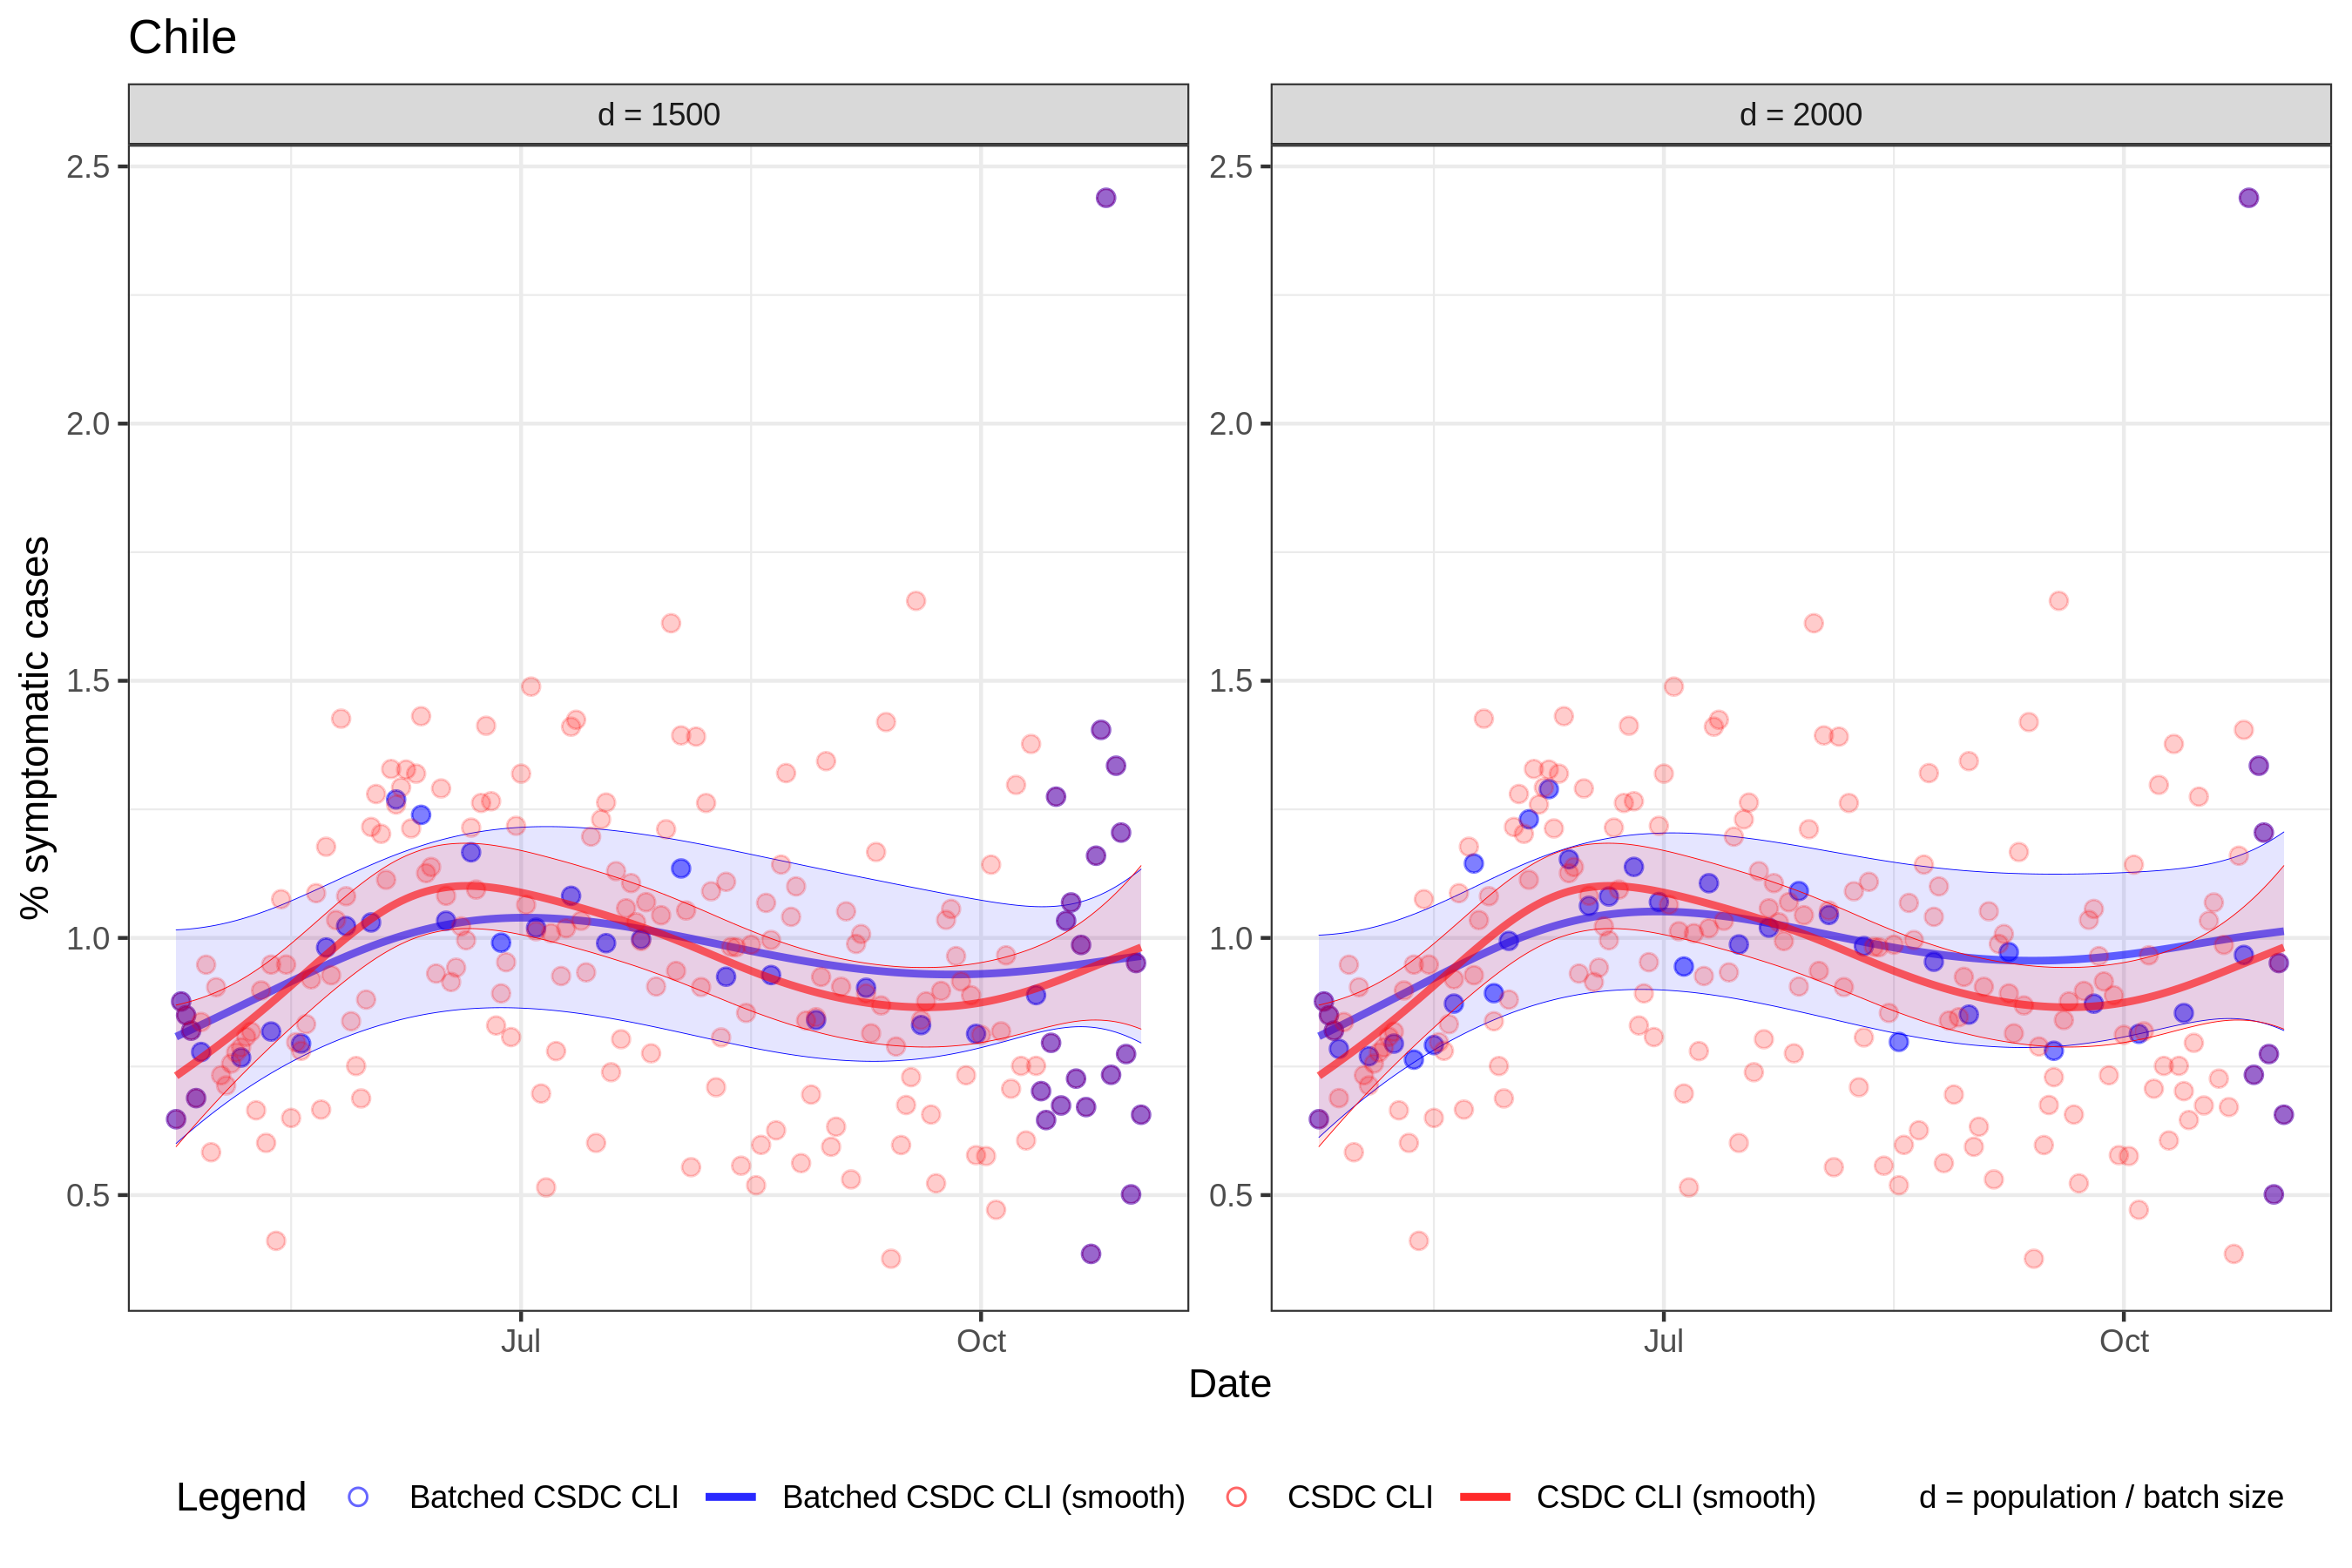 Chile
d = 1500
d = 2000
2.5
2.0
1.5
1.0
0.5
2.5
2.0
1.5
1.0
0.5
% symptomatic cases
Jul
Oct
Jul
Oct
Date
Legend
Batched CSDC CLI
Batched CSDC CLI (smooth)
CSDC CLI
CSDC CLI (smooth)
d = population / batch size